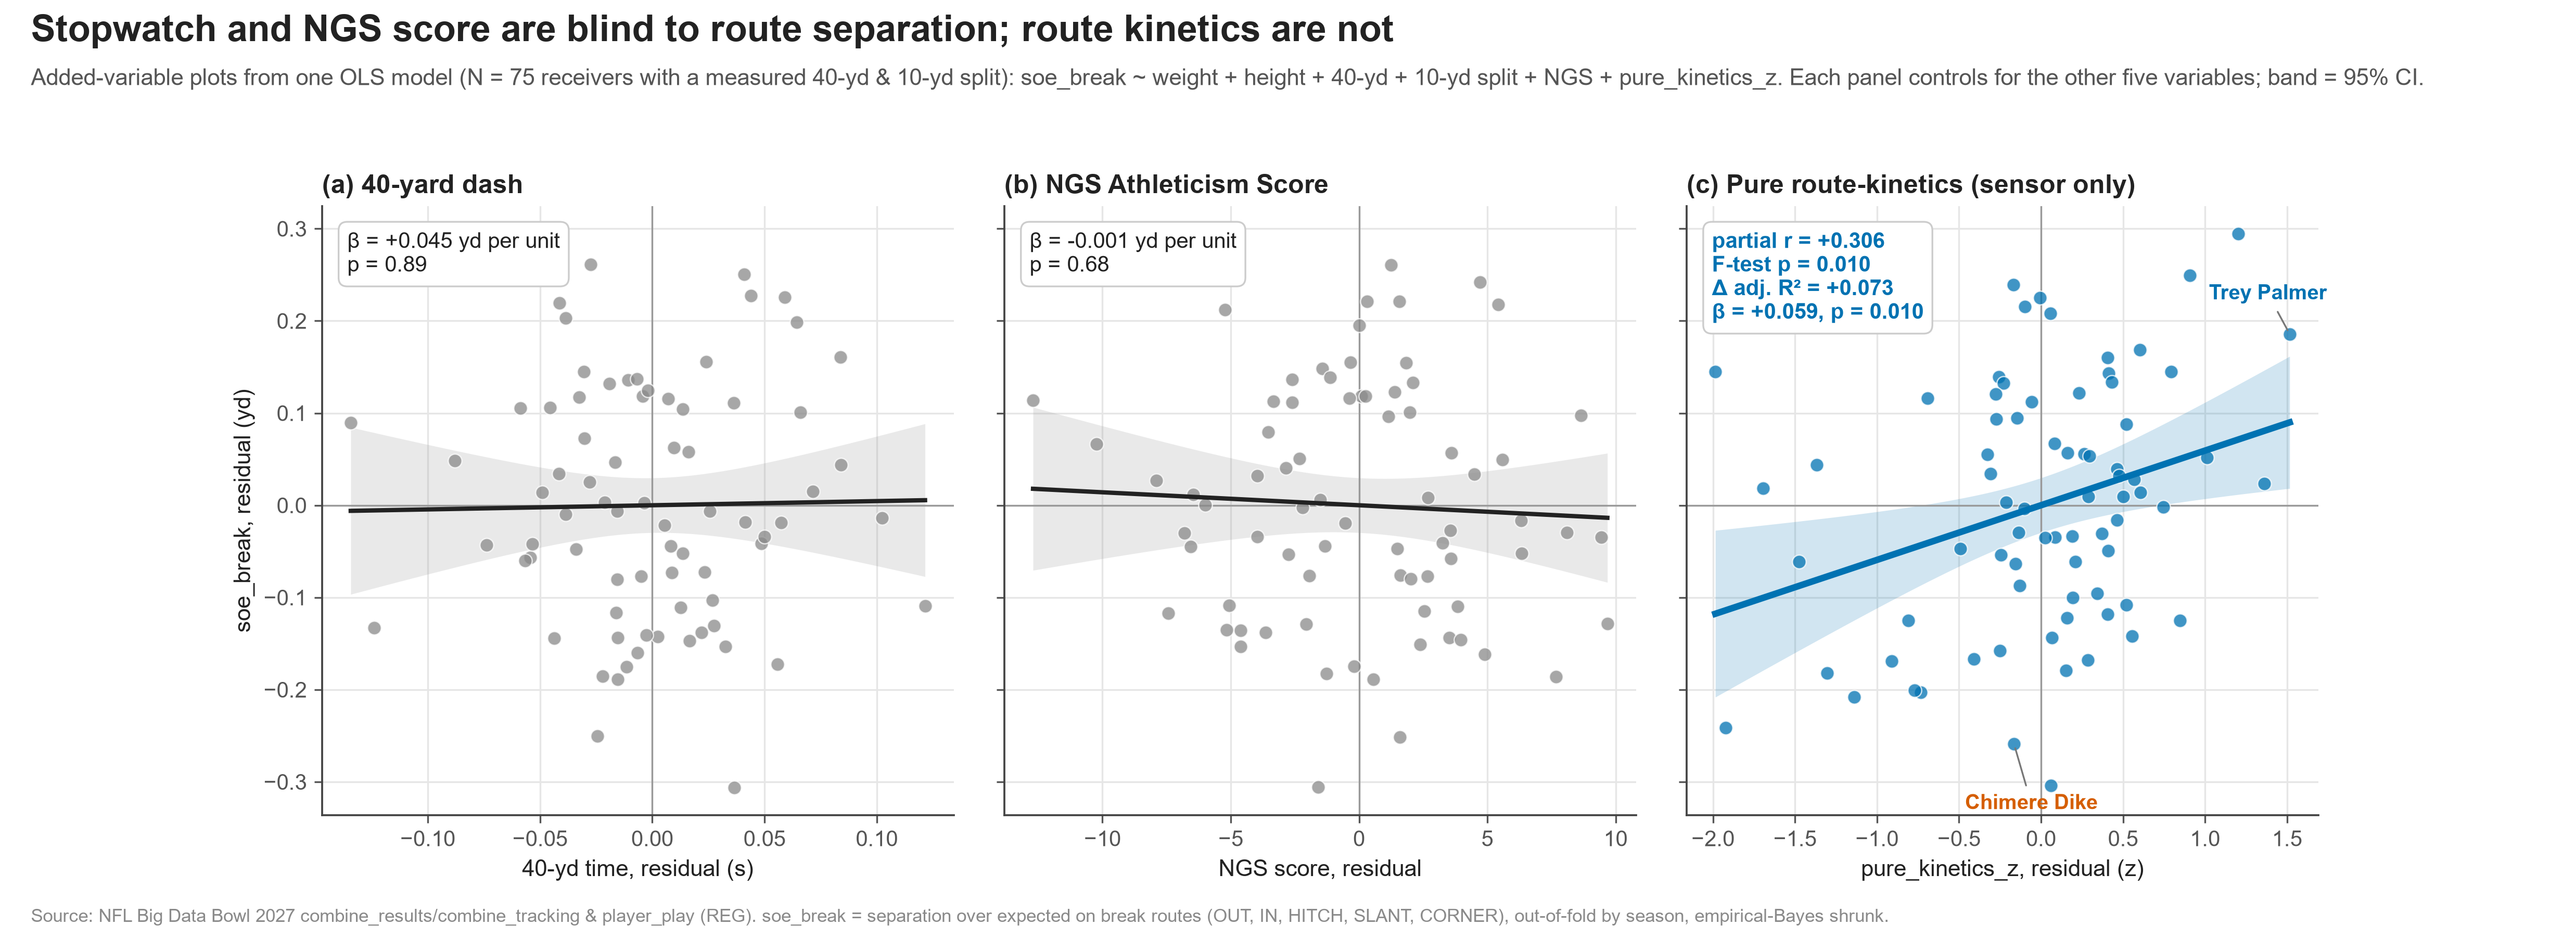 Stopwatch and NGS score are blind to route separation; route kinetics are not
Added-variable plots from one OLS model (N = 75 receivers with a measured 40-yd & 10-yd split): soe_break ~ weight + height + 40-yd + 10-yd split + NGS + pure_kinetics_z. Each panel controls for the other five variables; band = 95% CI.
(a) 40-yard dash
β = +0.045 yd per unit
p = 0.89
0.3
0.2
0.1
0.0
−0.1
−0.2
−0.3
soe_break, residual (yd)
−0.10
−0.05
0.00
0.05
0.10
40-yd time, residual (s)
(b) NGS Athleticism Score
β = -0.001 yd per unit
p = 0.68
−10
−5
0
5
10
NGS score, residual
(c) Pure route-kinetics (sensor only)
partial r = +0.306
F-test p = 0.010
Δ adj. R² = +0.073
β = +0.059, p = 0.010
Trey Palmer
Chimere Dike
−2.0
−1.5
−1.0
−0.5
0.0
0.5
1.0
1.5
pure_kinetics_z, residual (z)
Source: NFL Big Data Bowl 2027 combine_results/combine_tracking & player_play (REG). soe_break = separation over expected on break routes (OUT, IN, HITCH, SLANT, CORNER), out-of-fold by season, empirical-Bayes shrunk.